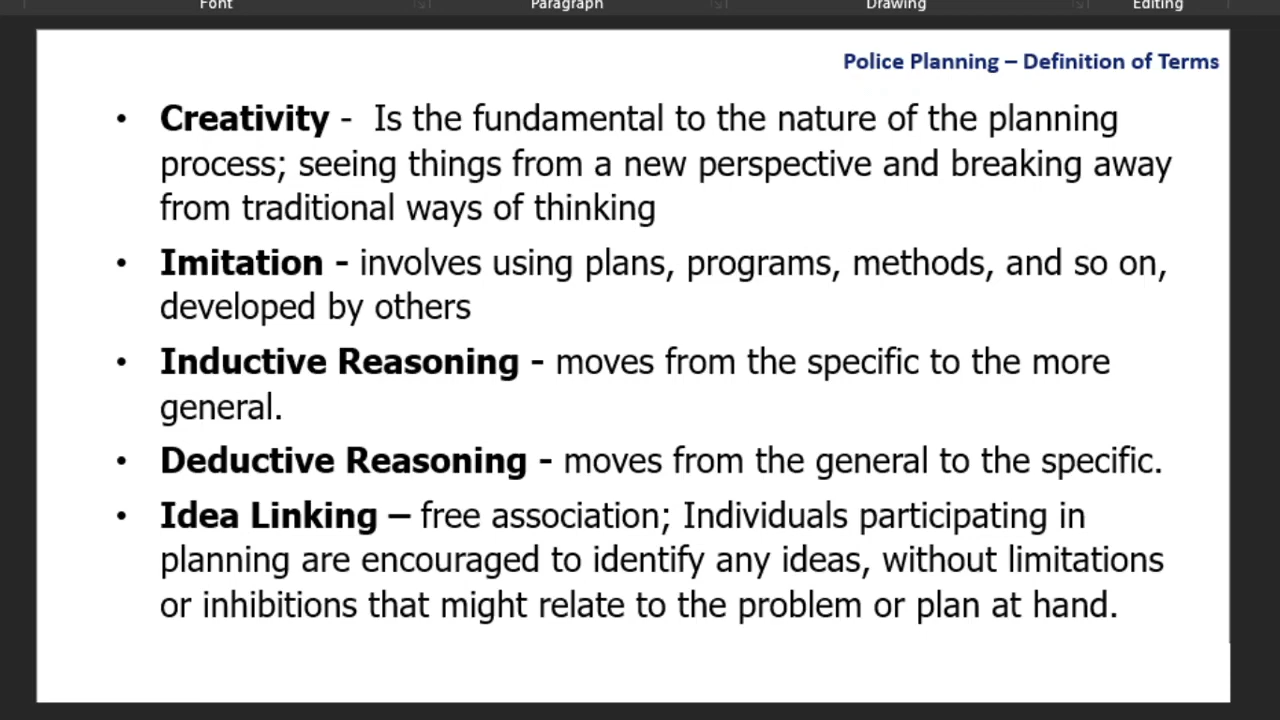 Font Paragraph Drawing Editing
Police Planning – Definition of Terms
• Creativity - Is the fundamental to the nature of the planning
process; seeing things from a new perspective and breaking away
from traditional ways of thinking
• Imitation - involves using plans, programs, methods, and so on,
developed by others
• Inductive Reasoning - moves from the specific to the more
general.
• Deductive Reasoning - moves from the general to the specific.
• Idea Linking – free association; Individuals participating in
planning are encouraged to identify any ideas, without limitations
or inhibitions that might relate to the problem or plan at hand.